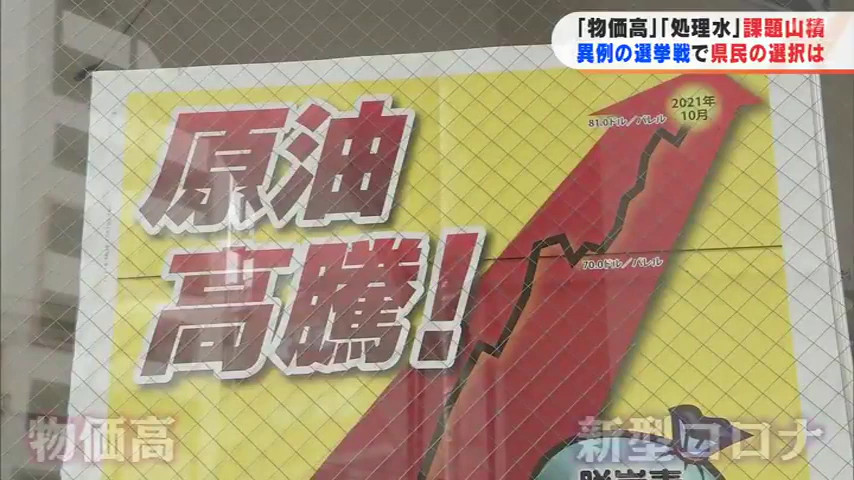 「物価高」「処理水」課題山積
異例の選挙戦で県民の選択は
2021年
10月
81.0ドル／バレル
原油
高騰!
70.0ドル／バレル
物価高
新型コロナ
脱炭素